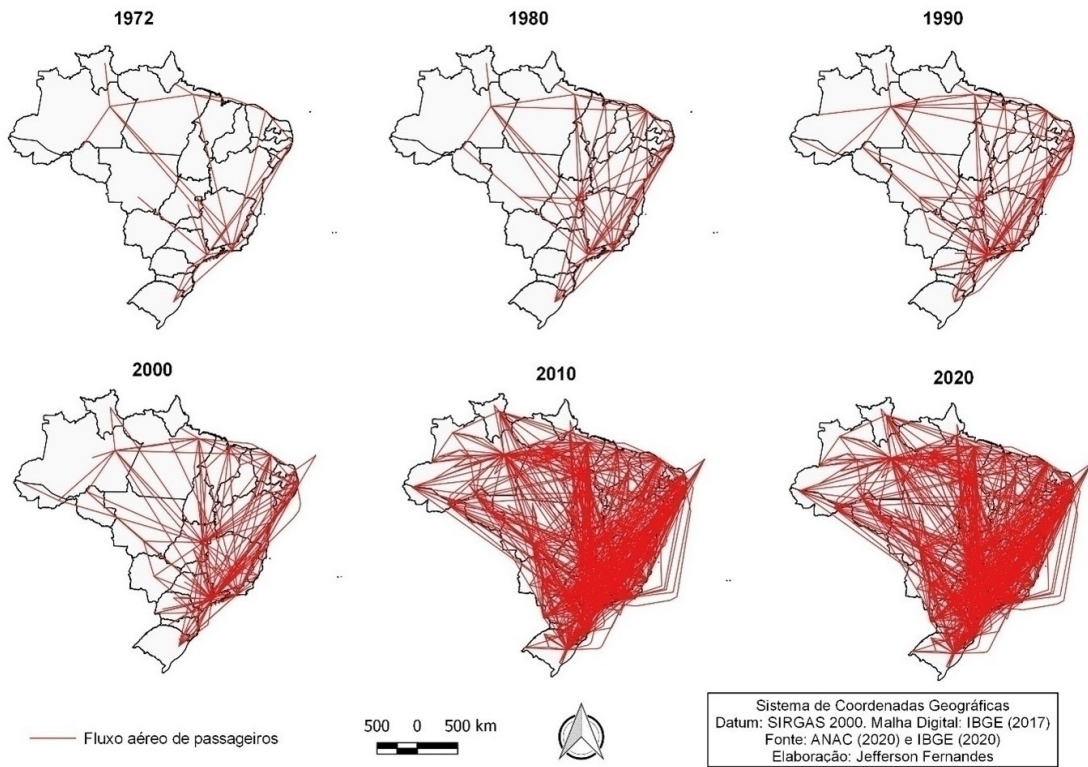 1972
1980
1990
2000
2010
2020
Fluxo aéreo de passageiros
500 0 500 km
Sistema de Coordenadas Geográficas
Datum: SIRGAS 2000. Malha Digital: IBGE (2017)
Fonte: ANAC (2020) e IBGE (2020)
Elaboração: Jefferson Fernandes